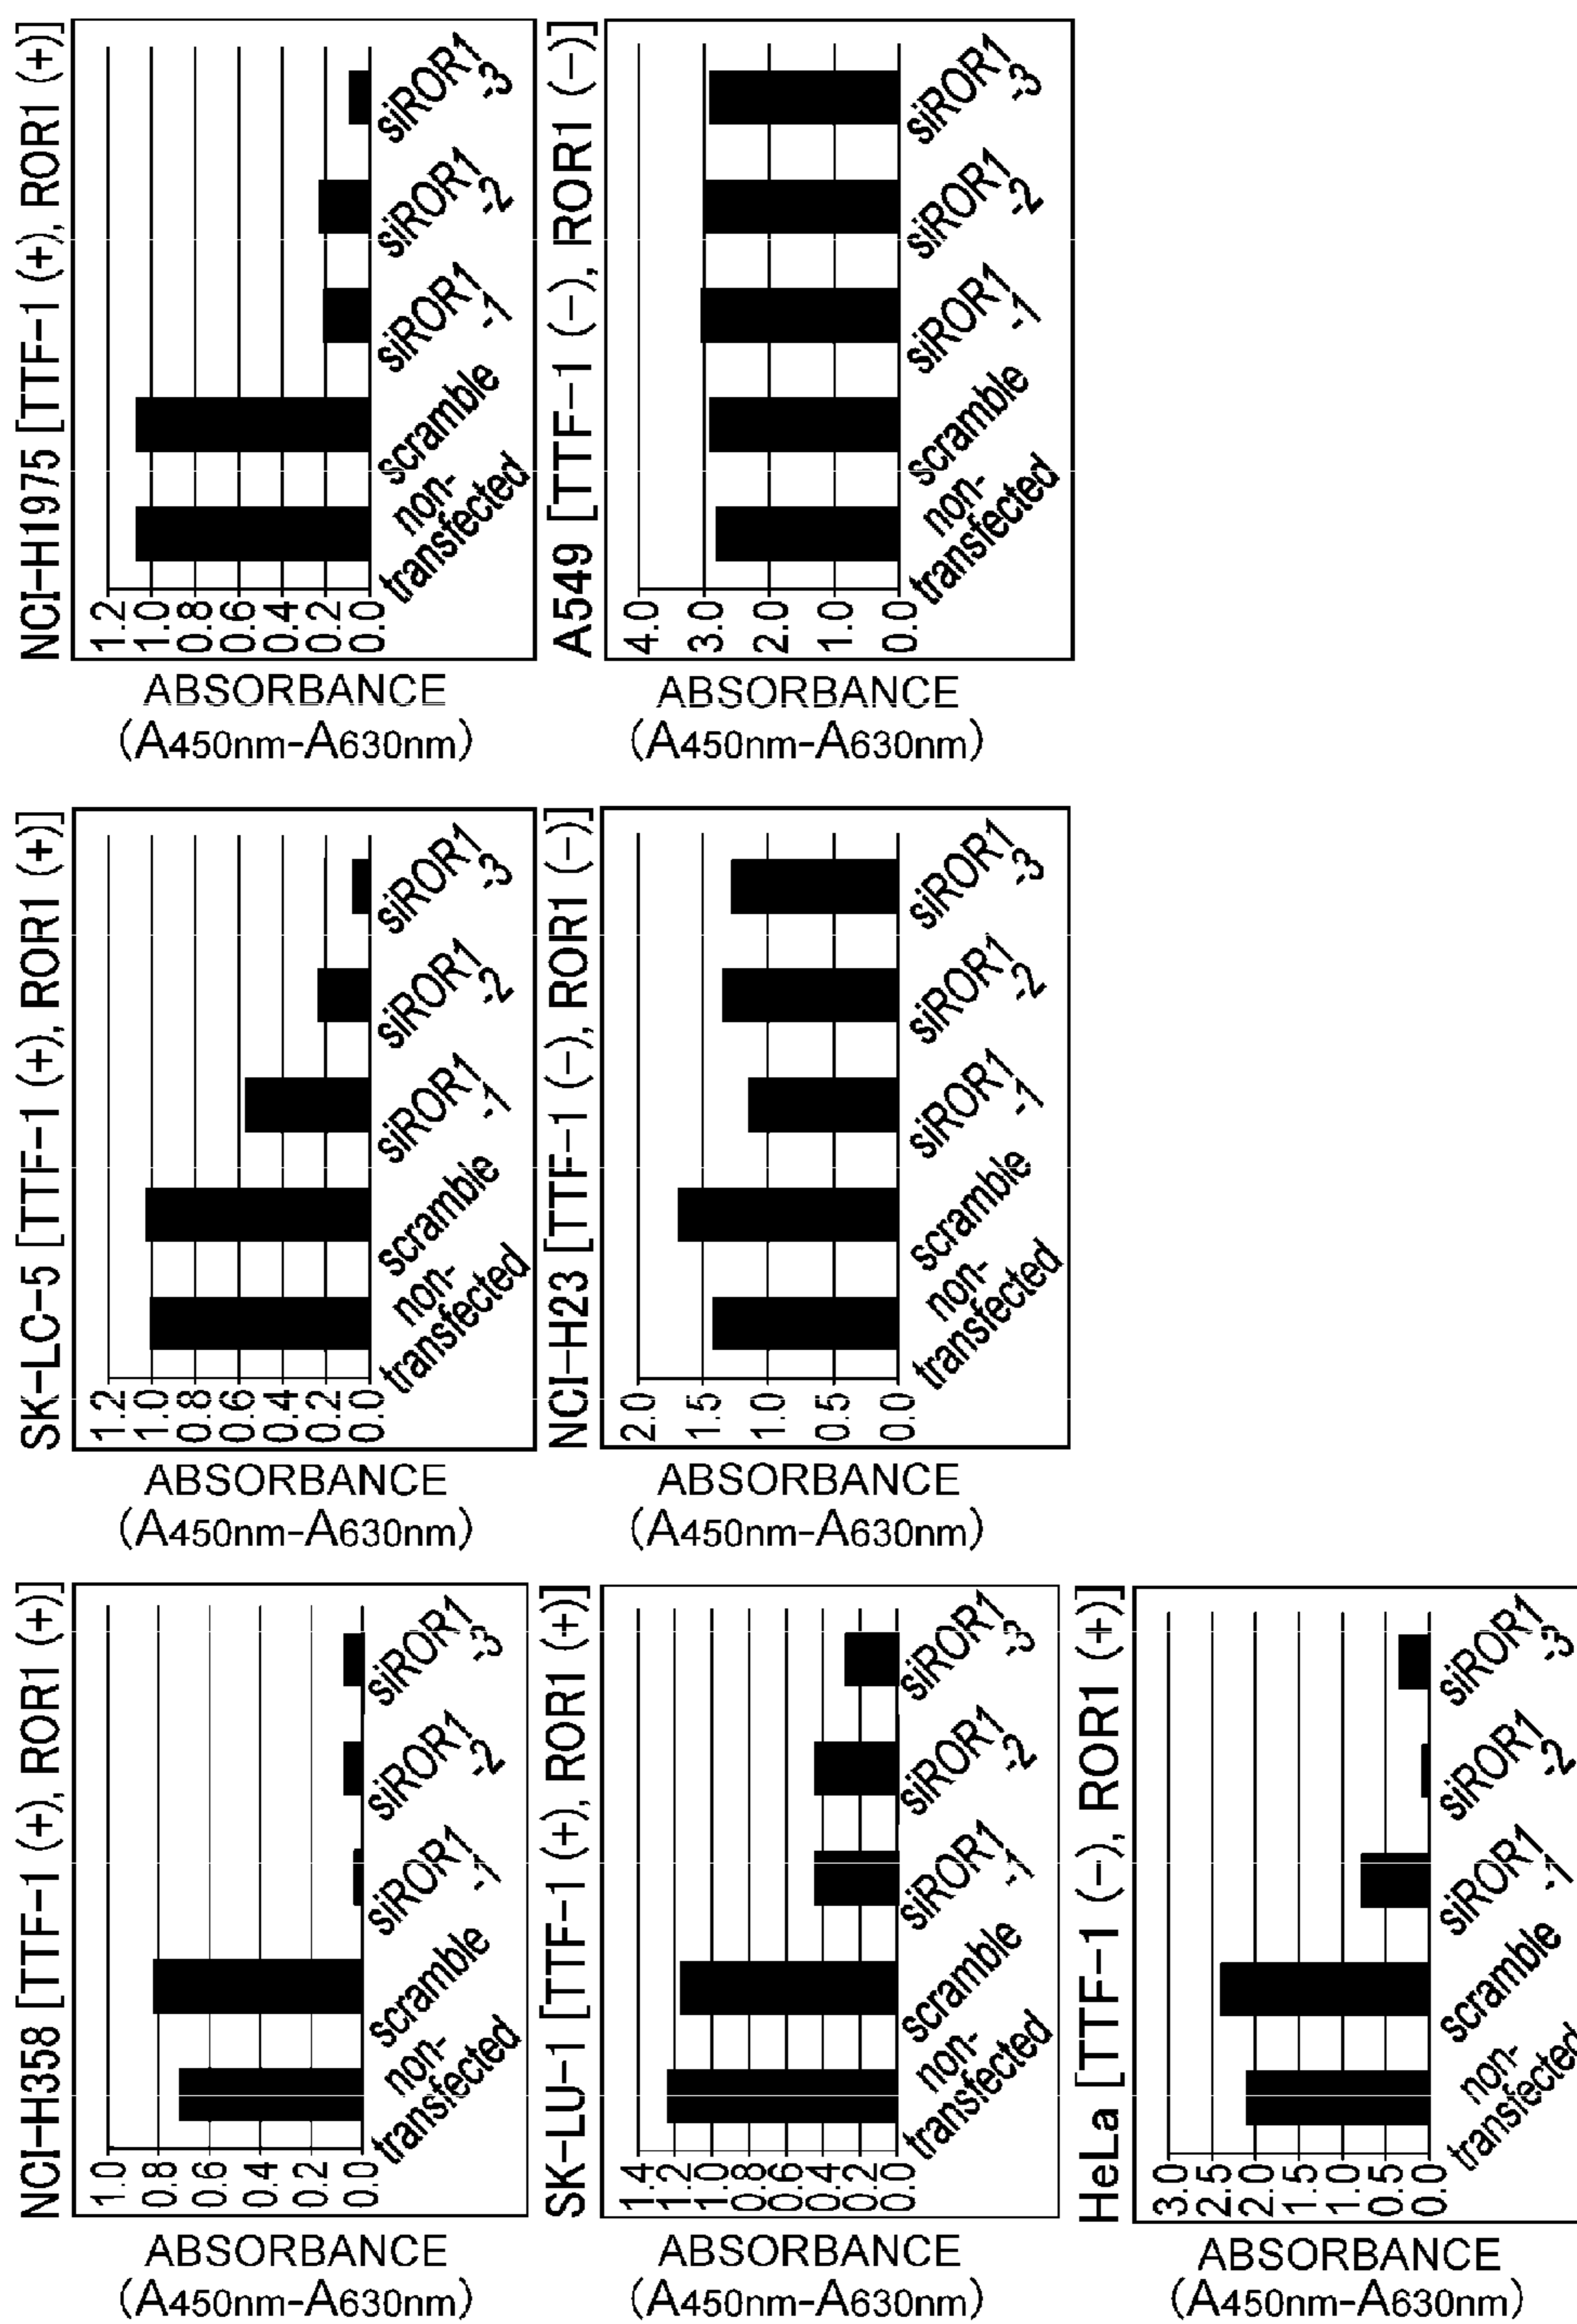 NCI-H358 [TTF-1 (+), ROR1 (+)]
ABSORBANCE
(A450nm-A630nm)
1.0
0.8
0.6
0.4
0.2
0.0
non-
transfected
scramble
siROR1
-1
siROR1
-2
siROR1
-3
SK-LC-5 [TTF-1 (+), ROR1 (+)]
ABSORBANCE
(A450nm-A630nm)
1.2
1.0
0.8
0.6
0.4
0.2
0.0
non-
transfected
scramble
siROR1
-1
siROR1
-2
siROR1
-3
NCI-H1975 [TTF-1 (+), ROR1 (+)]
ABSORBANCE
(A450nm-A630nm)
1.2
1.0
0.8
0.6
0.4
0.2
0.0
non-
transfected
scramble
siROR1
-1
siROR1
-2
siROR1
-3
SK-LU-1 [TTF-1 (+), ROR1 (+)]
ABSORBANCE
(A450nm-A630nm)
1.4
1.2
1.0
0.8
0.6
0.4
0.2
0.0
non-
transfected
scramble
siROR1
-1
siROR1
-2
siROR1
-3
NCI-H23 [TTF-1 (-), ROR1 (-)]
ABSORBANCE
(A450nm-A630nm)
2.0
1.5
1.0
0.5
0.0
non-
transfected
scramble
siROR1
-1
siROR1
-2
siROR1
-3
A549 [TTF-1 (-), ROR1 (-)]
ABSORBANCE
(A450nm-A630nm)
4.0
3.0
2.0
1.0
0.0
non-
transfected
scramble
siROR1
-1
siROR1
-2
siROR1
-3
HeLa [TTF-1 (-), ROR1 (+)]
ABSORBANCE
(A450nm-A630nm)
3.0
2.5
2.0
1.5
1.0
0.5
0.0
non-
transfected
scramble
siROR1
-1
siROR1
-2
siROR1
-3